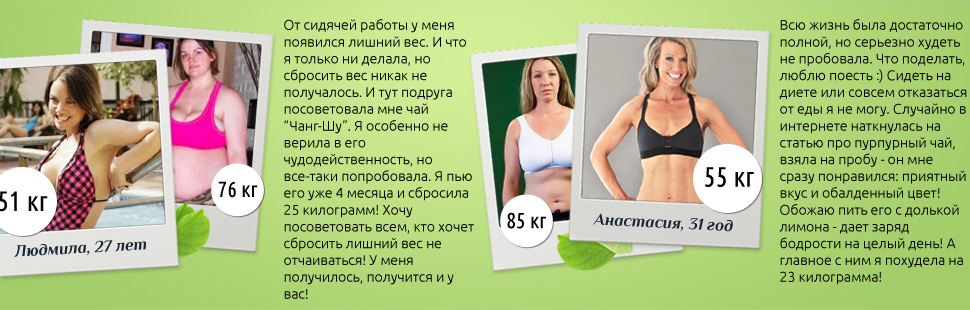 51 кг
76 кг
Людмила, 27 лет
От сидячей работы у меня
появился лишний вес. И что
я только ни делала, но
сбросить вес никак не
получалось. И тут подруга
посоветовала мне чай
“Чанг-Шу”. Я особенно не
верила в его
чудодейственность, но
все-таки попробовала. Я пью
его уже 4 месяца и сбросила
25 килограмм! Хочу
посоветовать всем, кто хочет
сбросить лишний вес не
отчаиваться! У меня
получилось, получится и у
вас!
85 кг
55 кг
Анастасия, 31 год
Всю жизнь была достаточно
полной, но серьезно худеть
не пробовала. Что поделать,
люблю поесть :) Сидеть на
диете или совсем отказаться
от еды я не могу. Случайно в
интернете наткнулась на
статью про пурпурный чай,
взяла на пробу - он мне
сразу понравился: приятный
вкус и обалденный цвет!
Обожаю пить его с долькой
лимона - дает заряд
бодрости на целый день! А
главное с ним я похудела на
23 килограмма!